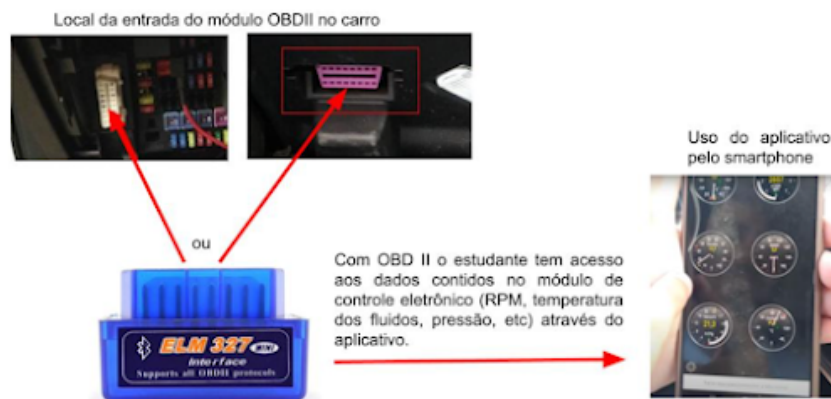 Local da entrada do módulo OBDII no carro
Uso do aplicativo
pelo smartphone
ou
Com OBD II o estudante tem acesso
aos dados contidos no módulo de
controle eletrônico (RPM, temperatura
dos fluidos, pressão, etc) através do
aplicativo.
ELM 327
Interface
Supports all OBDII protocols